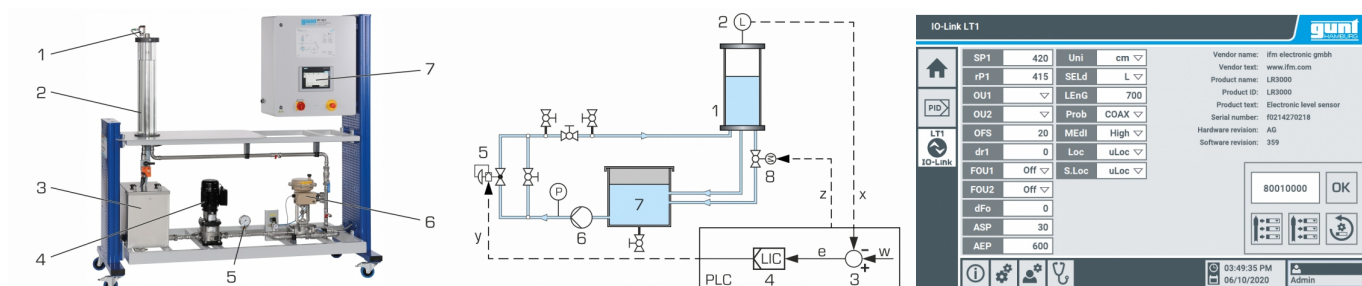 1
2
3
4
5
6
7
gunt
2 L
1
5
P
M
8
7
6
y
z
x
LIC
e
w
PLC
4
3
IO-Link LT1
gunt
HAMBURG
SP1 420 Uni cm
rP1 415 SELd L
OU1 LEnG 700
OU2 Prob COAX
OFS 20 MEdI High
dr1 0 Loc uLoc
FOU1 Off S.Loc uLoc
FOU2 Off
dFo 0
ASP 30
AEP 600
PID
LT1
IO-Link
Vendor name: ifm electronic gmbh
Vendor text: www.ifm.com
Product name: LR3000
Product ID: LR3000
Product text: Electronic level sensor
Serial number: f0214270218
Hardware revision: AG
Software revision: 359
80010000 OK
03:49:35 PM
06/10/2020 Admin